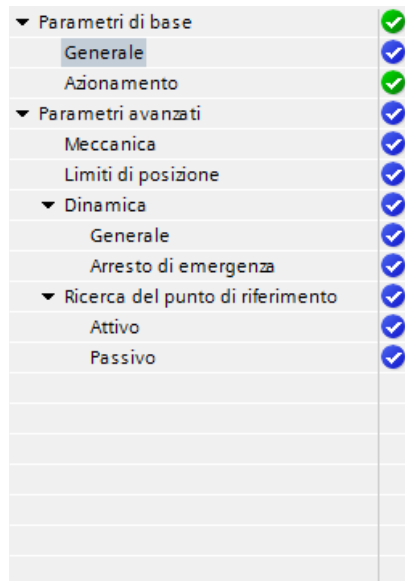 Parametri di base
Generale
Azionamento
Parametri avanzati
Meccanica
Limiti di posizione
Dinamica
Generale
Arresto di emergenza
Ricerca del punto di riferimento
Attivo
Passivo